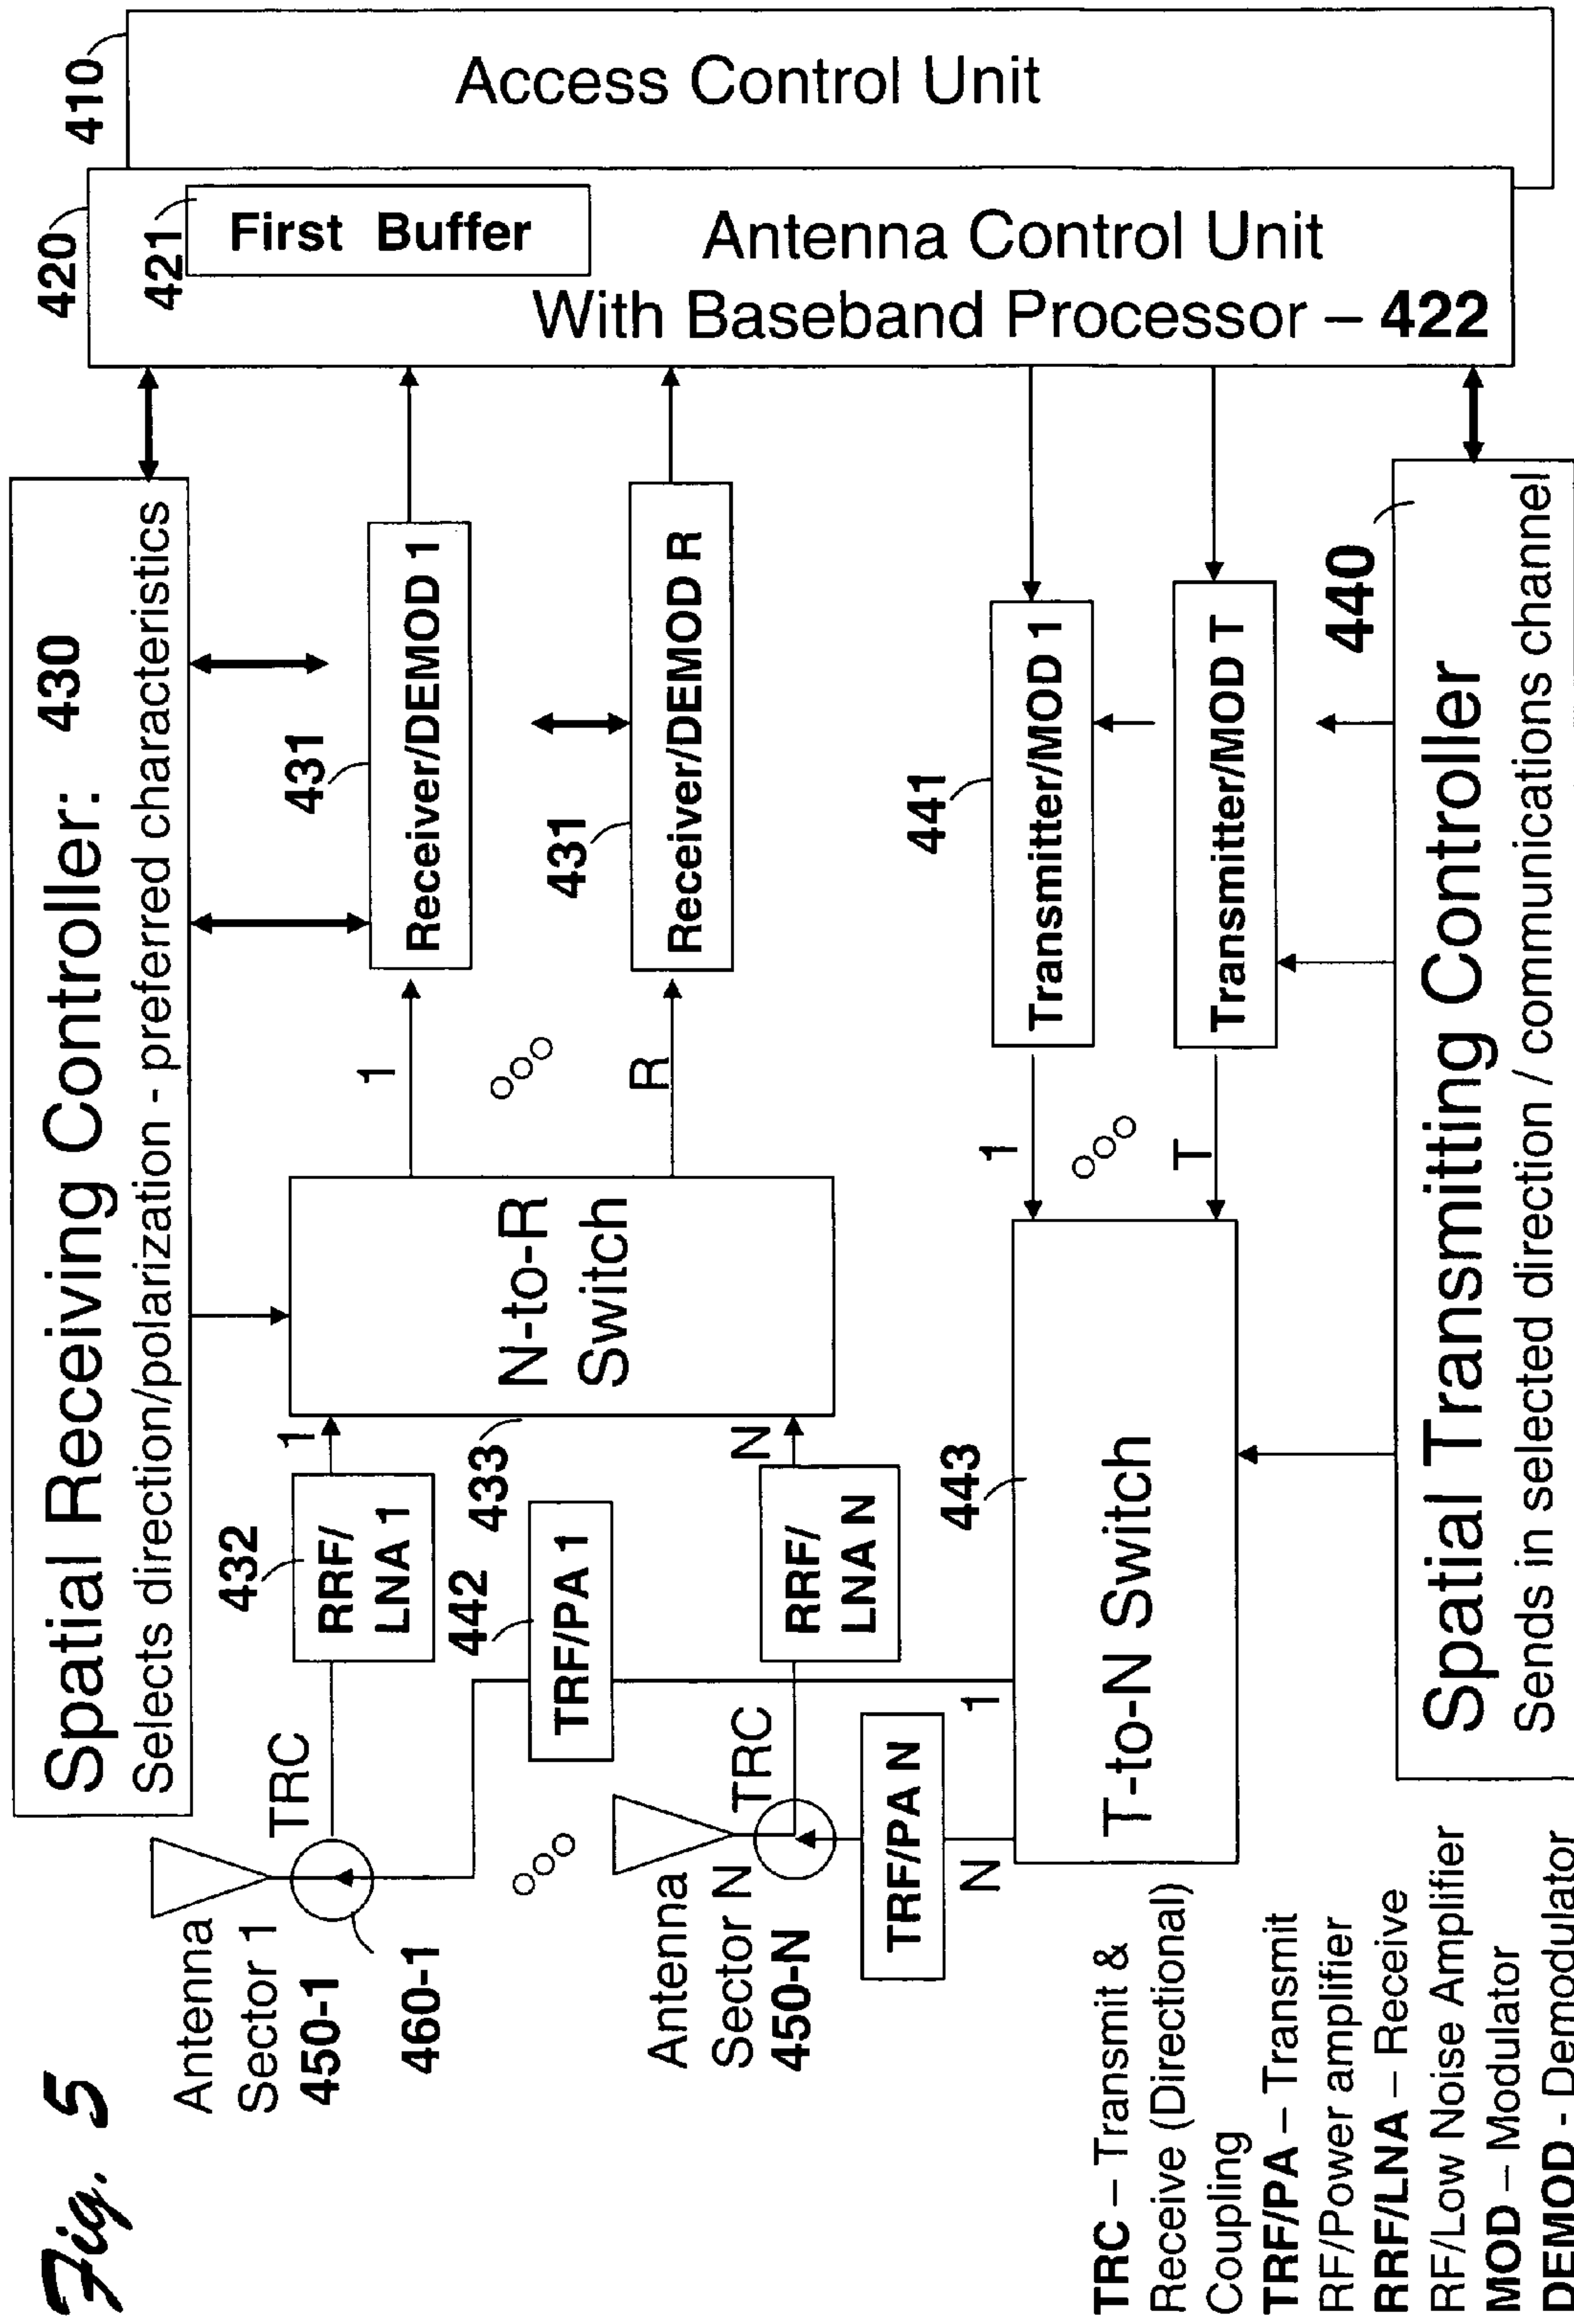 Fig. 5
Spatial Receiving Controller: 430
Selects direction/polarization - preferred characteristics
410
Access Control Unit
420
421
First Buffer
Antenna Control Unit
With Baseband Processor – 422
Antenna
Sector 1
450-1
460-1
TRC
432
RRF/
LNA 1
1
442
TRF/PA 1
433
N-to-R
Switch
1
R
431
Receiver/DEMOD 1
431
Receiver/DEMOD R
Antenna
Sector N
450-N
TRC
RRF/
LNA N
N
TRF/PA N
N
1
443
T-to-N Switch
1
T
441
Transmitter/MOD 1
Transmitter/MOD T
440
Spatial Transmitting Controller
Sends in selected direction / communications channel
TRC – Transmit &
Receive (Directional)
Coupling
TRF/PA – Transmit
RF/Power amplifier
RRF/LNA – Receive
RF/Low Noise Amplifier
MOD – Modulator
DEMOD - Demodulator